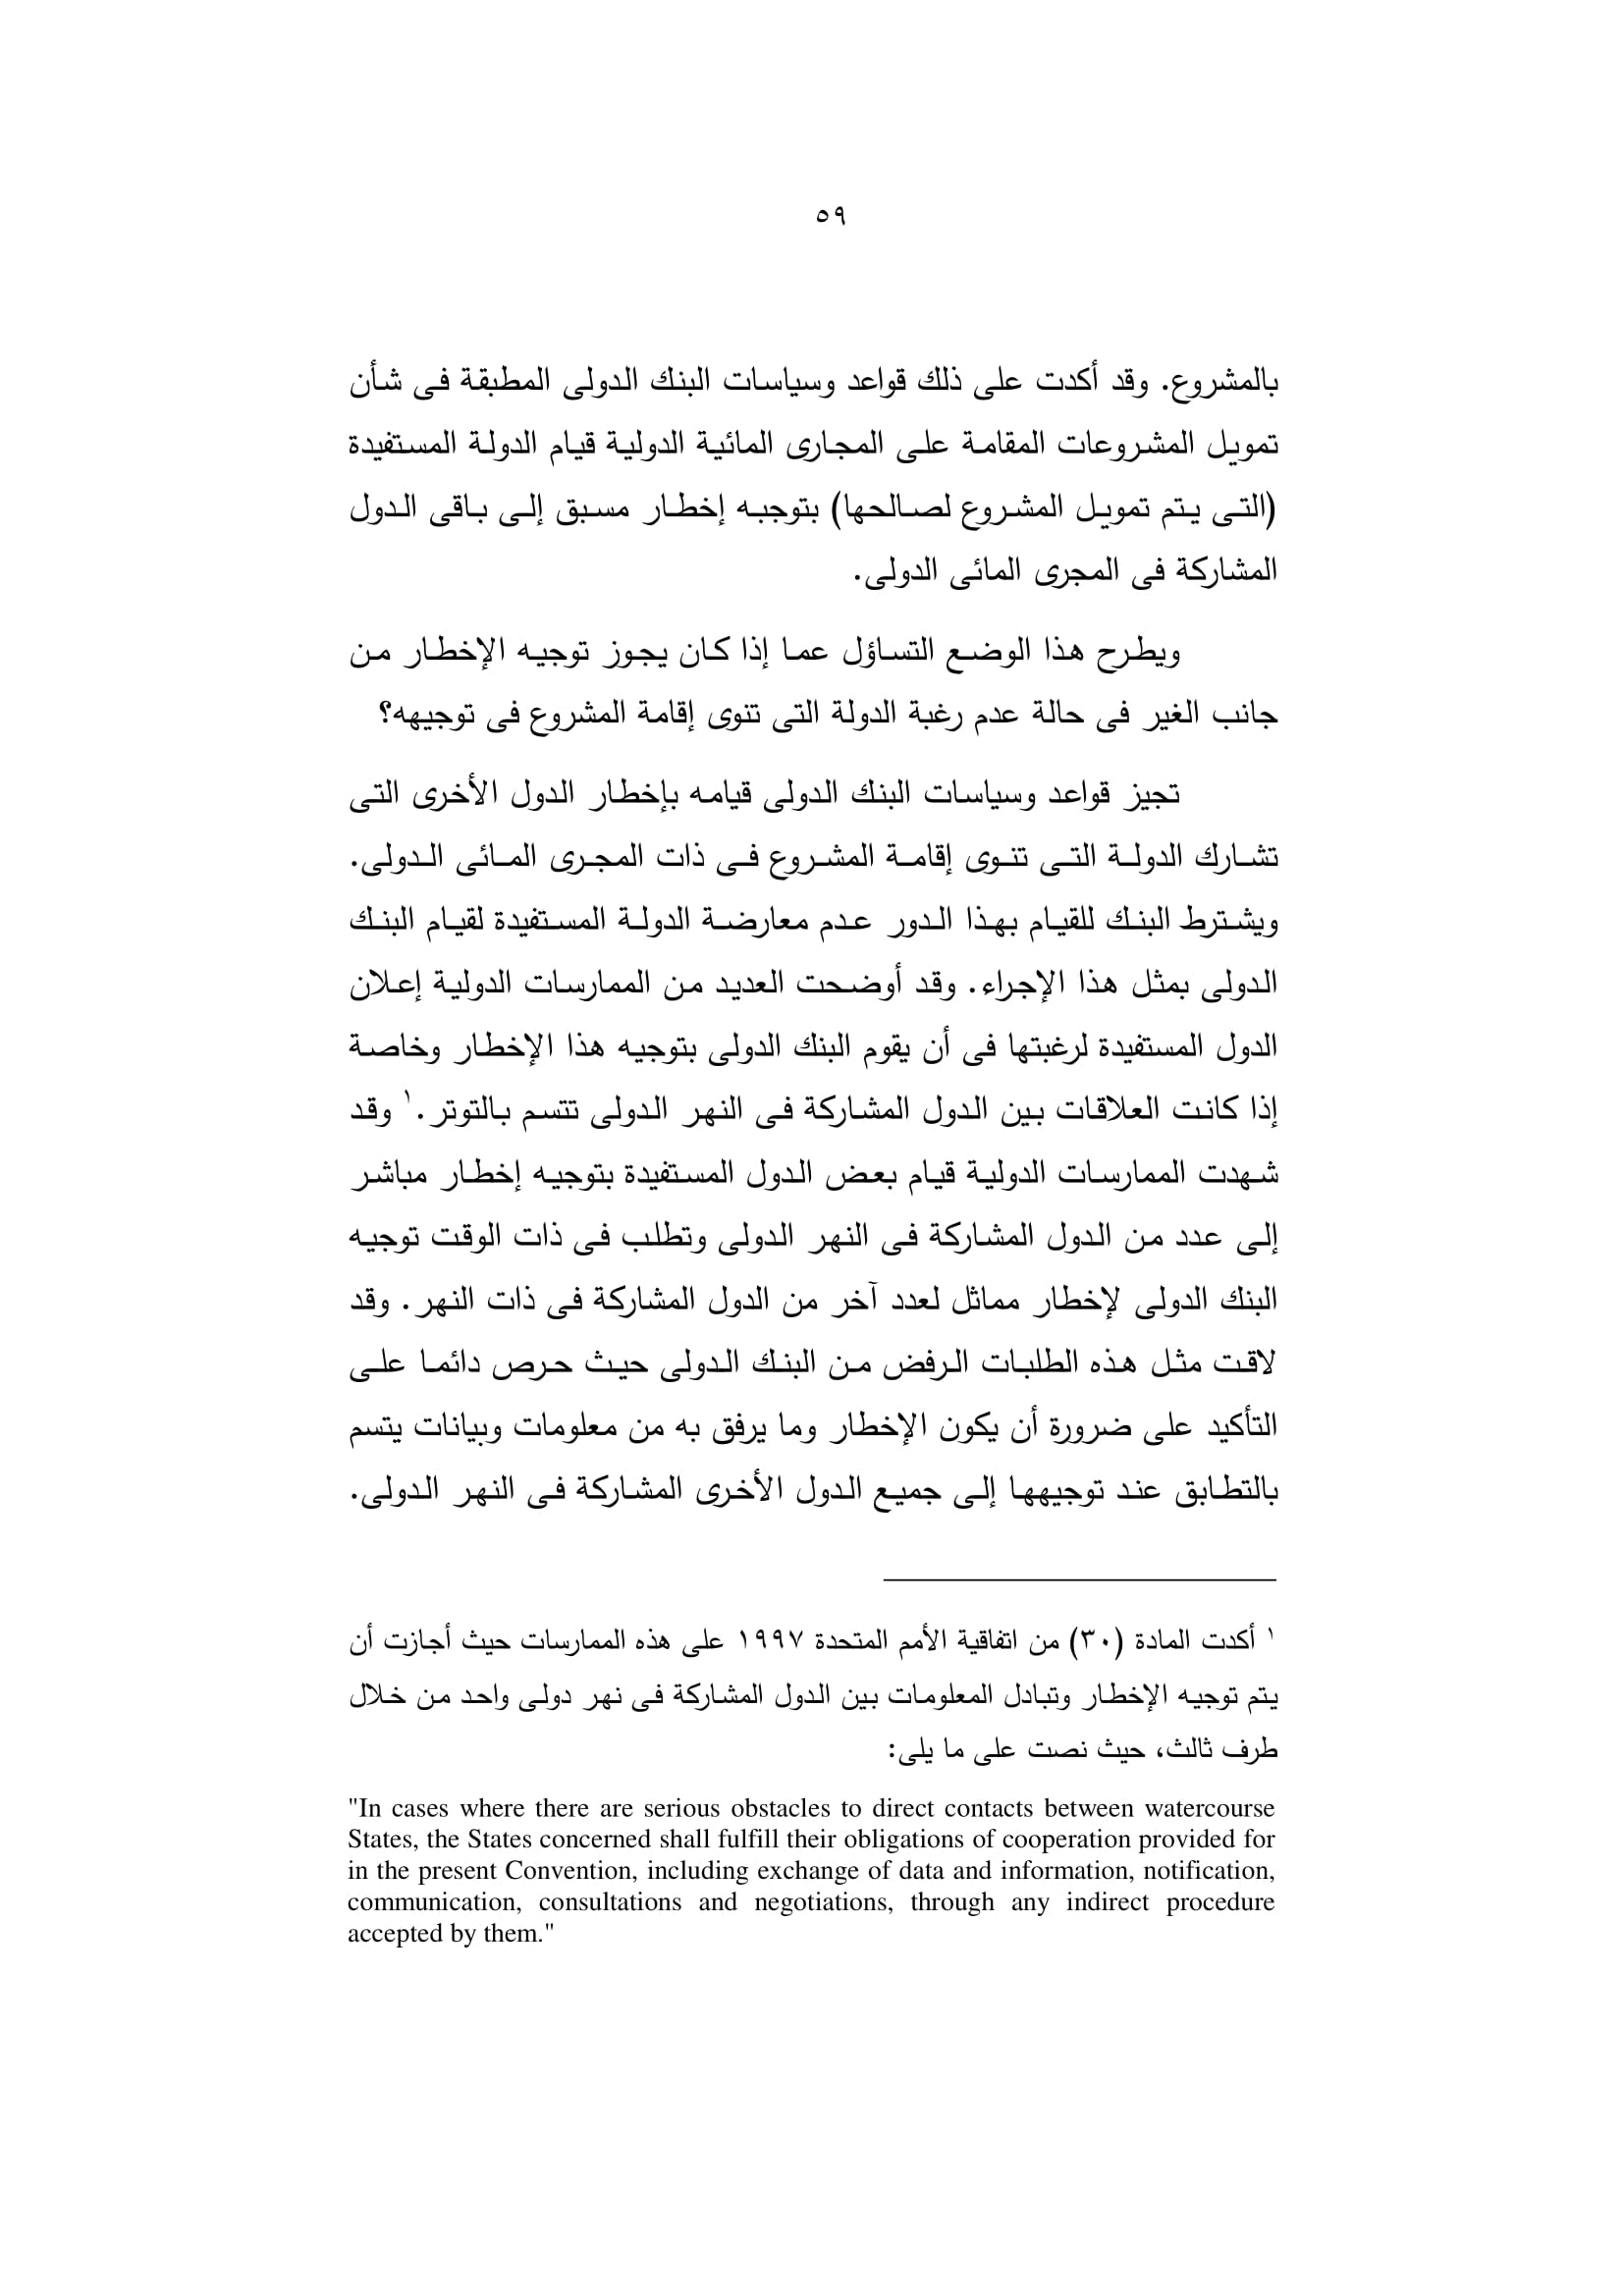 ٥٩
بالمشروع. وقد أكدت على ذلك قواعد وسياسات البنك الدولى المطبقة فى شأن
تمويل المشروعات المقامة على المجارى المائية الدولية قيام الدولة المستفيدة
(التى يتم تمويل المشروع لصالحها) بتوجبه إخطار مسبق إلى باقى الدول
المشاركة فى المجرى المائى الدولى.
ويطرح هذا الوضع التساؤل عما إذا كان يجوز توجيه الإخطار من
جانب الغير فى حالة عدم رغبة الدولة التى تنوى إقامة المشروع فى توجيهه؟
تجيز قواعد وسياسات البنك الدولى قيامه بإخطار الدول الأخرى التى
تشارك الدولة التى تنوى إقامة المشروع فى ذات المجرى المائى الدولى.
ويشترط البنك للقيام بهذا الدور عدم معارضة الدولة المستفيدة لقيام البنك
الدولى بمثل هذا الإجراء. وقد أوضحت العديد من الممارسات الدولية إعلان
الدول المستفيدة لرغبتها فى أن يقوم البنك الدولى بتوجيه هذا الإخطار وخاصة
إذا كانت العلاقات بين الدول المشاركة فى النهر الدولى تتسم بالتوتر.١ وقد
شهدت الممارسات الدولية قيام بعض الدول المستفيدة بتوجيه إخطار مباشر
إلى عدد من الدول المشاركة فى النهر الدولى وتطلب فى ذات الوقت توجيه
البنك الدولى لإخطار مماثل لعدد آخر من الدول المشاركة فى ذات النهر. وقد
لاقت مثل هذه الطلبات الرفض من البنك الدولى حيث حرص دائما على
التأكيد على ضرورة أن يكون الإخطار وما يرفق به من معلومات وبيانات يتسم
بالتطابق عند توجيهها إلى جميع الدول الأخرى المشاركة فى النهر الدولى.
١ أكدت المادة (٣٠) من اتفاقية الأمم المتحدة ١٩٩٧ على هذه الممارسات حيث أجازت أن
يتم توجيه الإخطار وتبادل المعلومات بين الدول المشاركة فى نهر دولى واحد من خلال
طرف ثالث، حيث نصت على ما يلى:
"In cases where there are serious obstacles to direct contacts between watercourse
States, the States concerned shall fulfill their obligations of cooperation provided for
in the present Convention, including exchange of data and information, notification,
communication, consultations and negotiations, through any indirect procedure
accepted by them."